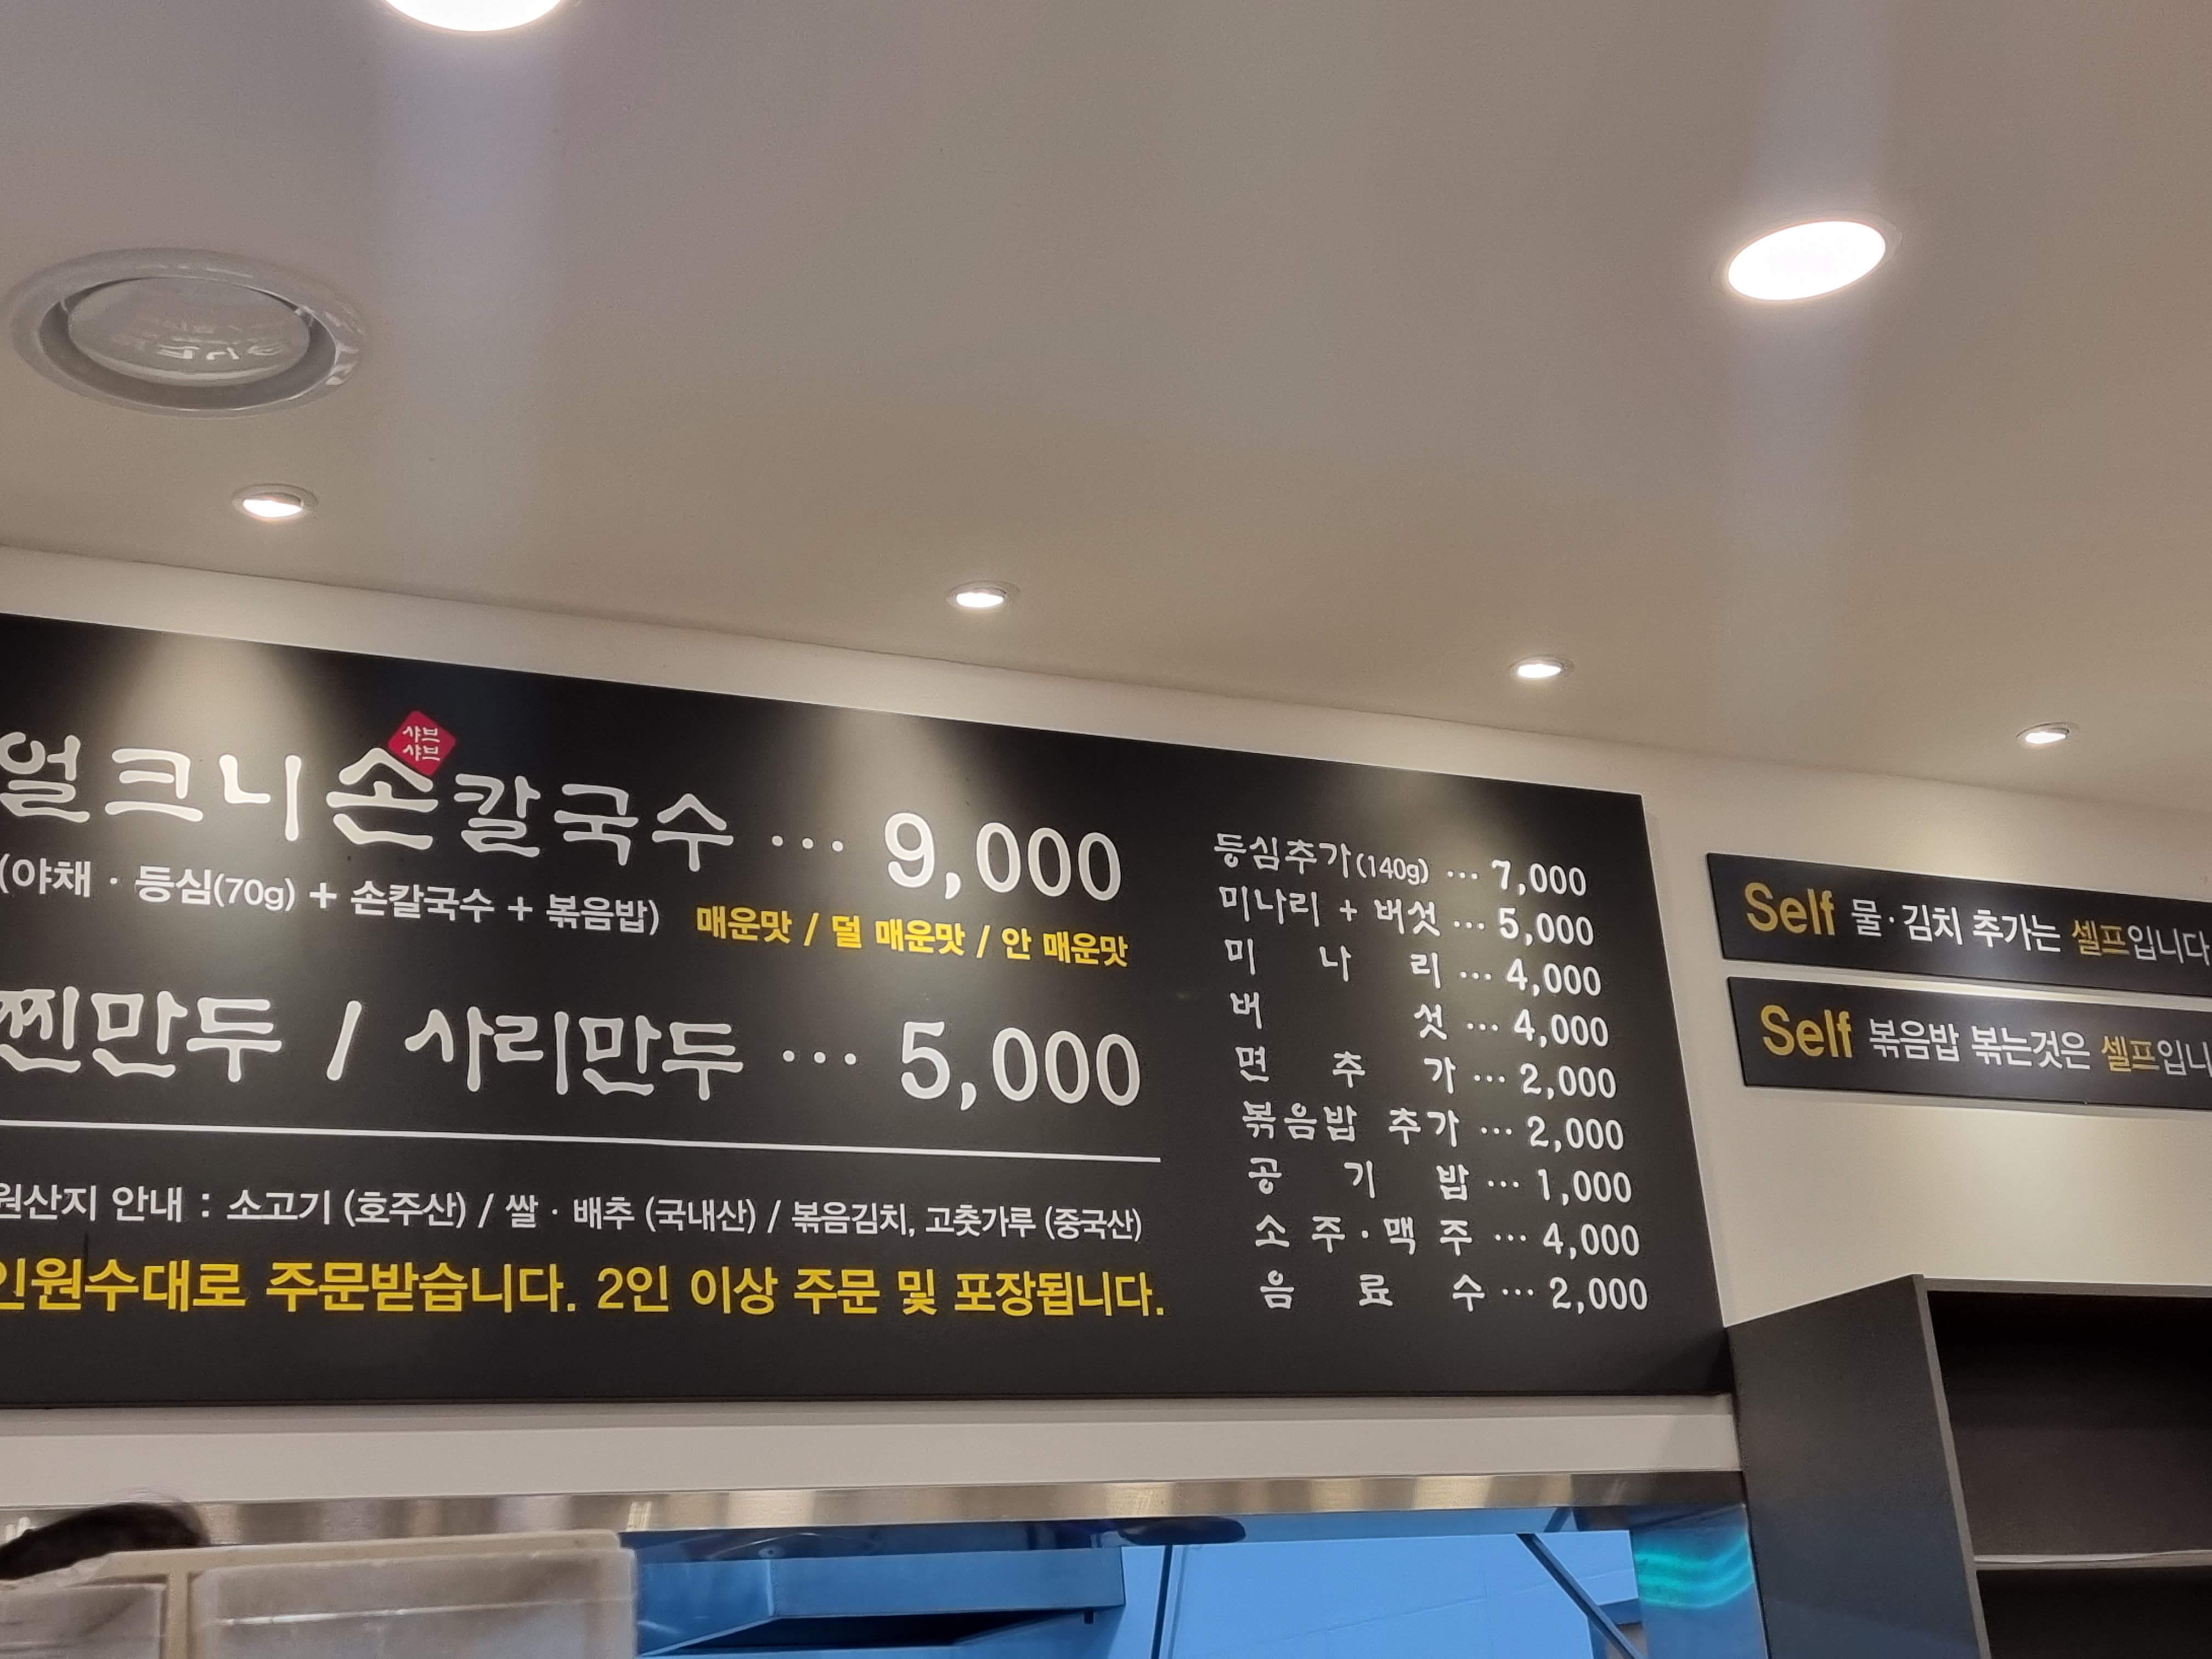 얼크니손칼국수 ··· 9,000
샤브
샤브
(야채 · 등심(70g) + 손칼국수 + 볶음밥)
매운맛 / 덜 매운맛 / 안 매운맛
찐만두 / 사리만두 ··· 5,000
원산지 안내 : 소고기 (호주산) / 쌀 · 배추 (국내산) / 볶음김치, 고춧가루 (중국산)
인원수대로 주문받습니다. 2인 이상 주문 및 포장됩니다.
등심추가(140g) ··· 7,000
미나리 + 버섯 ··· 5,000
미 나 리 ··· 4,000
버 섯 ··· 4,000
면 추 가 ··· 2,000
볶음밥 추가 ··· 2,000
공 기 밥 ··· 1,000
소 주 · 맥 주 ··· 4,000
음 료 수 ··· 2,000
Self 물·김치 추가는 셀프입니다
Self 볶음밥 볶는것은 셀프입니